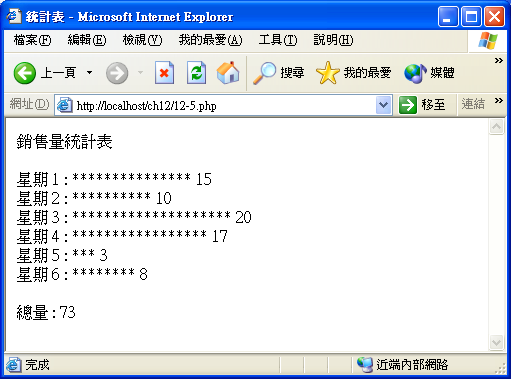 統計表 - Microsoft Internet Explorer
檔案(F) 編輯(E) 檢視(V) 我的最愛(A) 工具(T) 說明(H)
上一頁 搜尋 我的最愛 媒體
網址(D) http://localhost/ch12/12-5.php 移至 連結
銷售量統計表
星期1:*************** 15
星期2:********** 10
星期3:******************** 20
星期4:***************** 17
星期5:*** 3
星期6:******** 8
總量:73
完成 近端內部網路